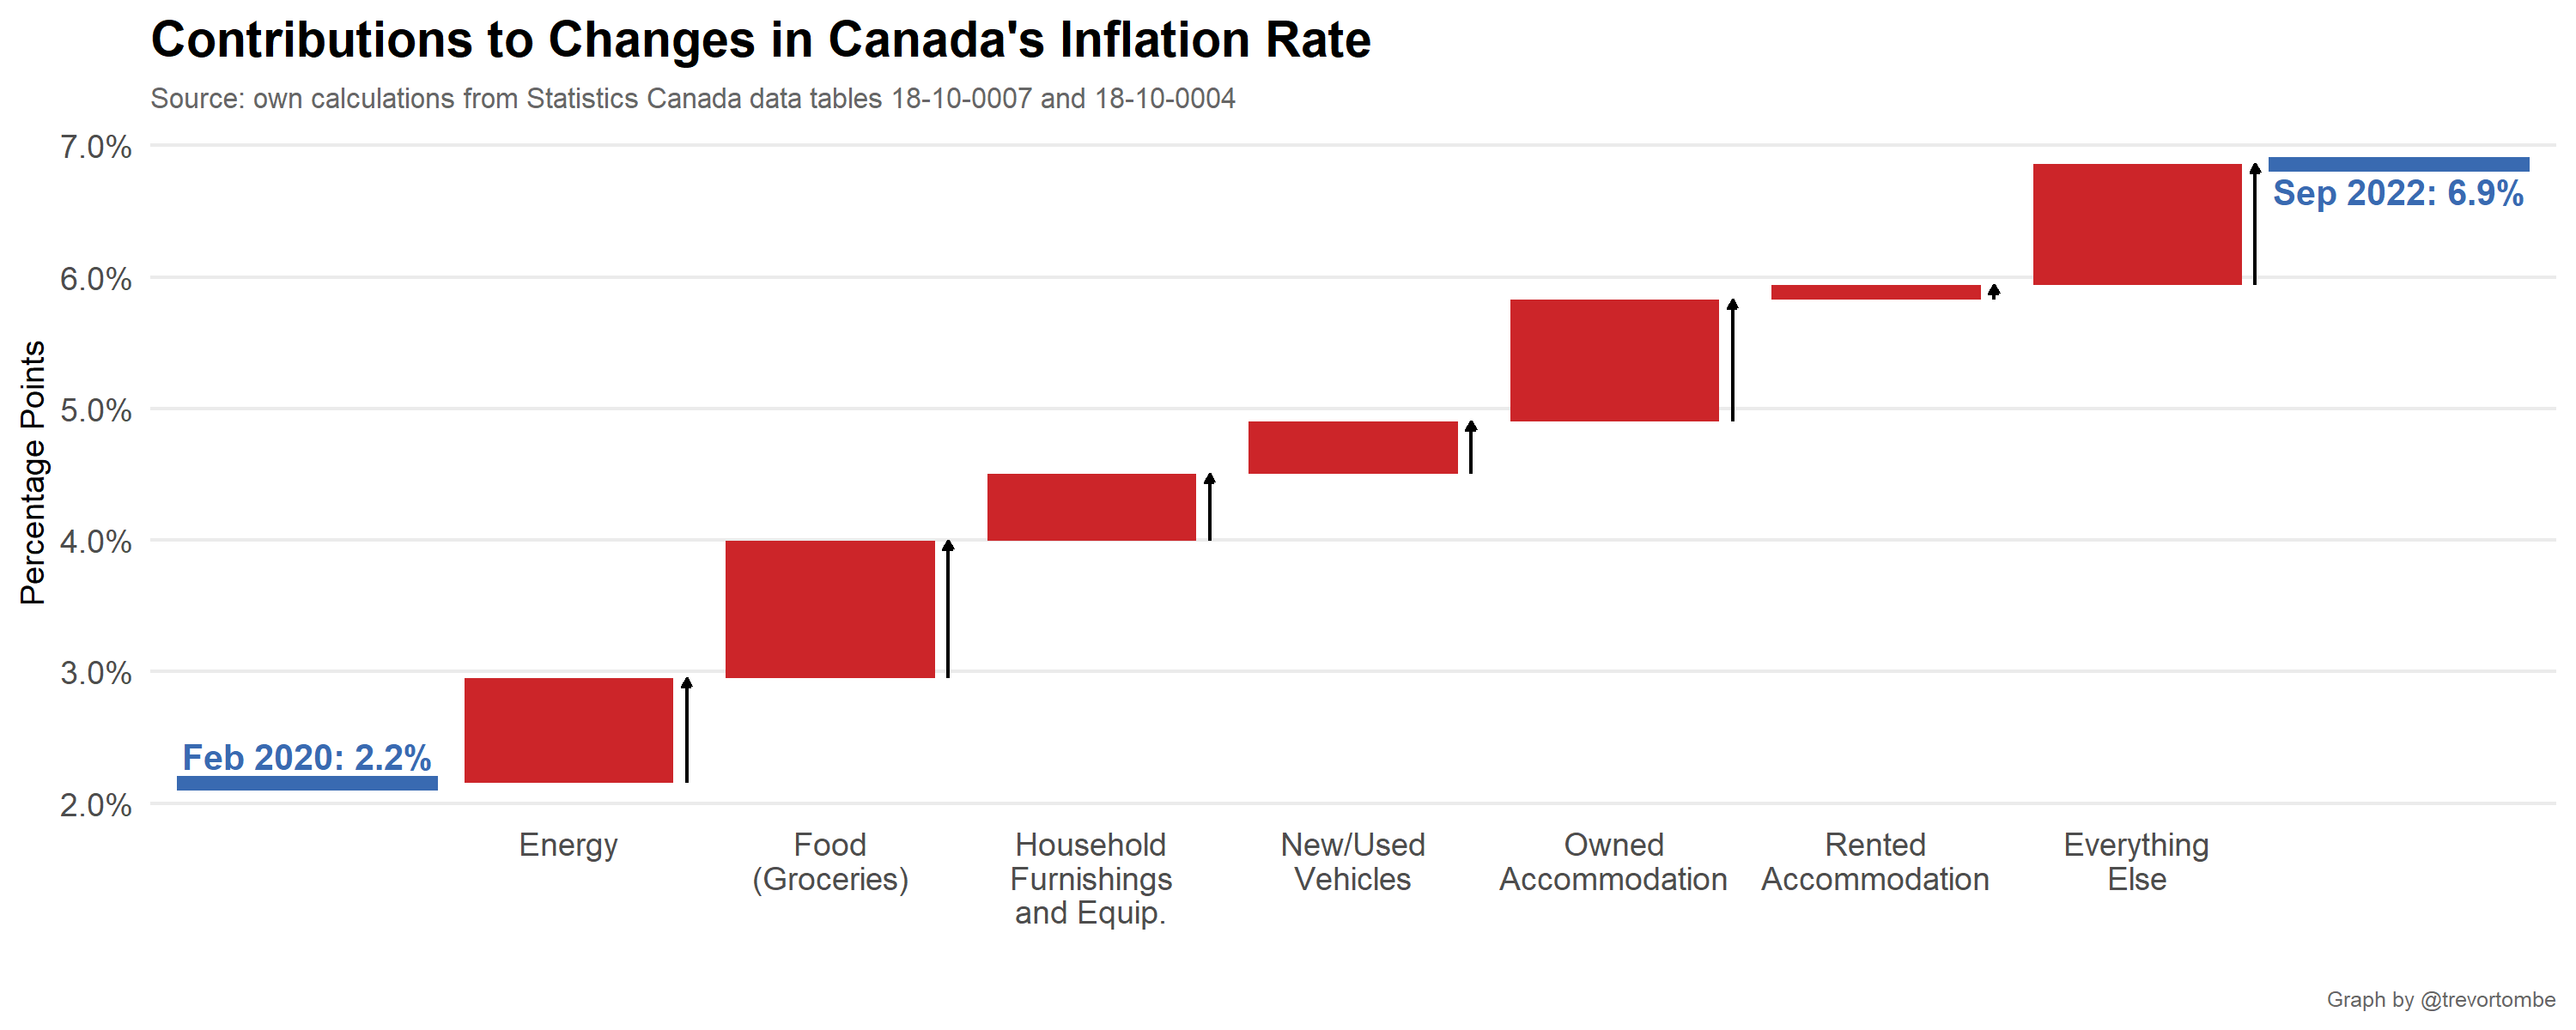 Contributions to Changes in Canada's Inflation Rate
Source: own calculations from Statistics Canada data tables 18-10-0007 and 18-10-0004
Percentage Points
7.0%
6.0%
5.0%
4.0%
3.0%
2.0%
Feb 2020: 2.2%
Sep 2022: 6.9%
Energy
Food
(Groceries)
Household
Furnishings
and Equip.
New/Used
Vehicles
Owned
Accommodation
Rented
Accommodation
Everything
Else
Graph by @trevortombe